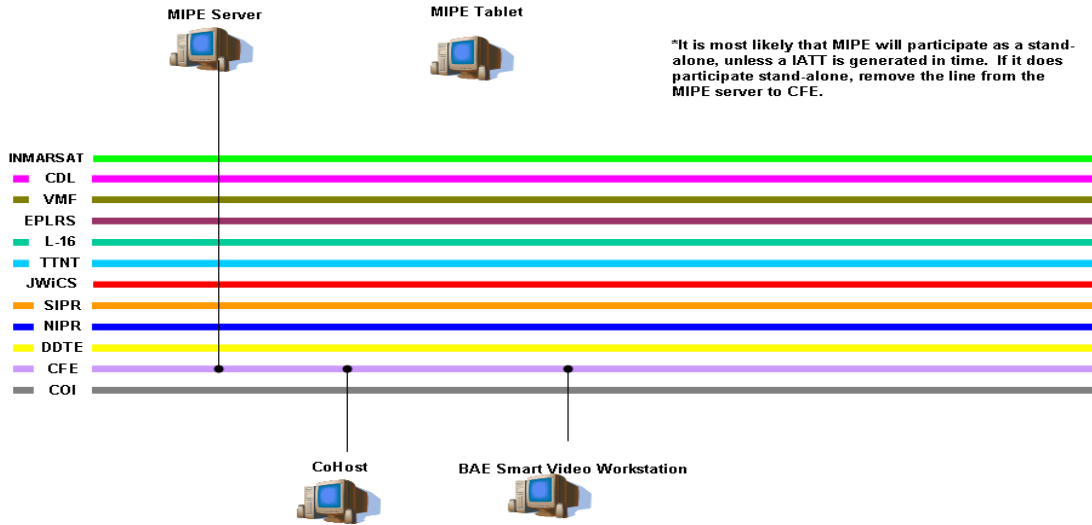 MIPE Server
MIPE Tablet
*It is most likely that MIPE will participate as a stand-
alone, unless a IATT is generated in time.  If it does
participate stand-alone, remove the line from the
MIPE server to CFE.
INMARSAT
CDL
VMF
EPLRS
L-16
TTNT
JWiCS
SIPR
NIPR
DDTE
CFE
COI
CoHost
BAE Smart Video Workstation